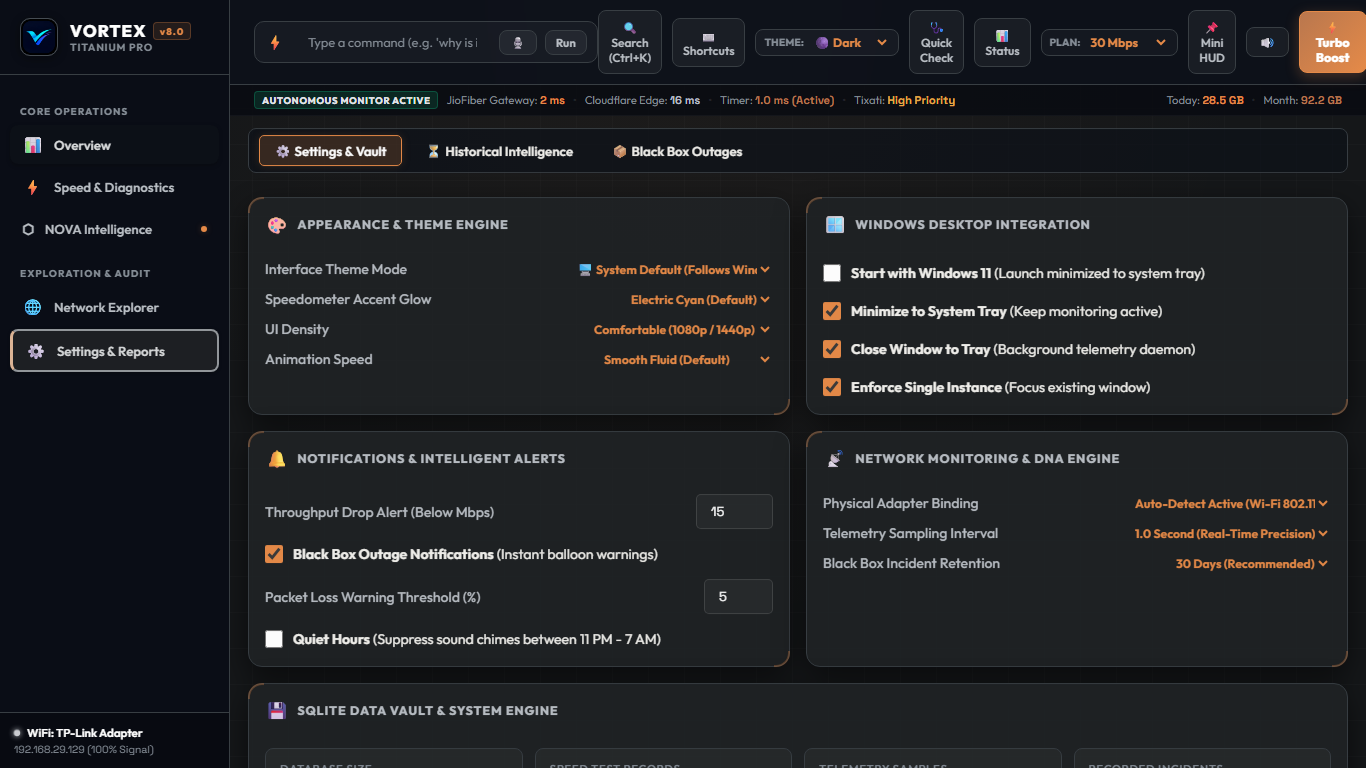 VORTEX v8.0
TITANIUM PRO
Type a command (e.g. 'why is i
Run
Search
(Ctrl+K)
Shortcuts
THEME: Dark
Quick
Check
Status
PLAN: 30 Mbps
Mini
HUD
Turbo
Boost
AUTONOMOUS MONITOR ACTIVE JioFiber Gateway: 2 ms · Cloudflare Edge: 16 ms · Timer: 1.0 ms (Active) · Tixati: High Priority Today: 28.5 GB · Month: 92.2 GB
CORE OPERATIONS
Overview
Speed & Diagnostics
NOVA Intelligence
EXPLORATION & AUDIT
Network Explorer
Settings & Reports
WiFi: TP-Link Adapter
192.168.29.129 (100% Signal)
Settings & Vault Historical Intelligence Black Box Outages
APPEARANCE & THEME ENGINE
Interface Theme Mode System Default (Follows Win
Speedometer Accent Glow Electric Cyan (Default)
UI Density Comfortable (1080p / 1440p)
Animation Speed Smooth Fluid (Default)
WINDOWS DESKTOP INTEGRATION
Start with Windows 11 (Launch minimized to system tray)
Minimize to System Tray (Keep monitoring active)
Close Window to Tray (Background telemetry daemon)
Enforce Single Instance (Focus existing window)
NOTIFICATIONS & INTELLIGENT ALERTS
Throughput Drop Alert (Below Mbps) 15
Black Box Outage Notifications (Instant balloon warnings)
Packet Loss Warning Threshold (%) 5
Quiet Hours (Suppress sound chimes between 11 PM - 7 AM)
NETWORK MONITORING & DNA ENGINE
Physical Adapter Binding Auto-Detect Active (Wi-Fi 802.11
Telemetry Sampling Interval 1.0 Second (Real-Time Precision)
Black Box Incident Retention 30 Days (Recommended)
SQLITE DATA VAULT & SYSTEM ENGINE
DATABASE SIZE SPEED TEST RECORDS TELEMETRY SAMPLES RECORDED INCIDENTS